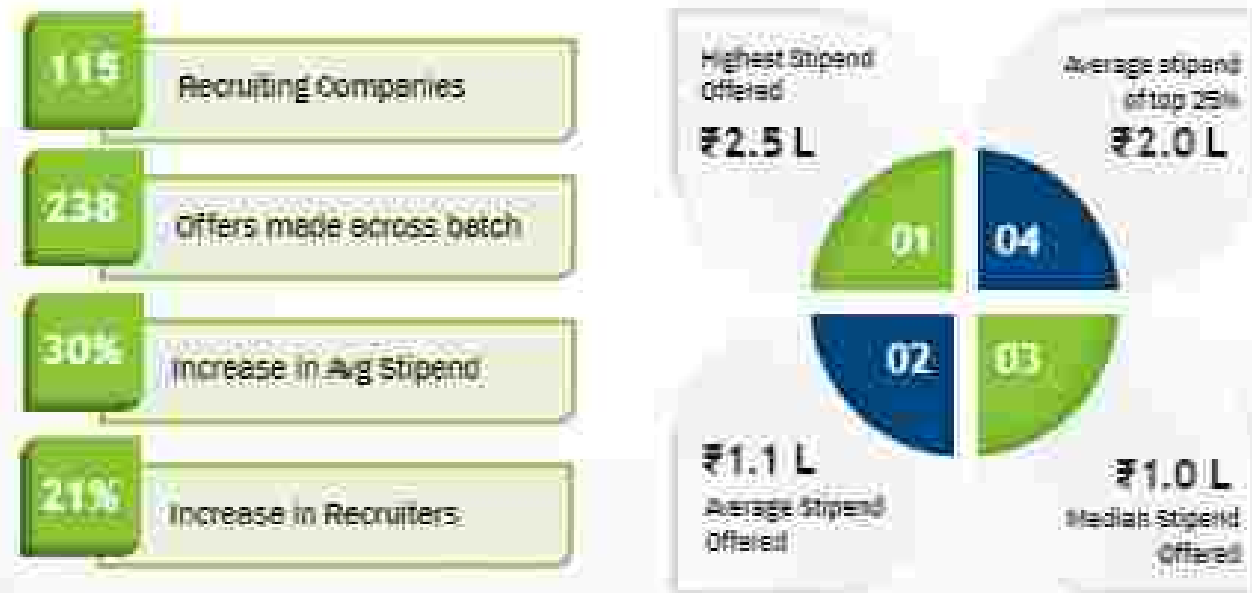 115
Recruiting Companies
238
Offers made across batch
30%
Increase in Avg Stipend
21%
Increase in Recruiters
Highest Stipend
Offered
₹2.5 L
Average stipend
of top 25%
₹2.0 L
01
04
02
03
₹1.1 L
Average Stipend
Offered
₹1.0 L
Median Stipend
Offered